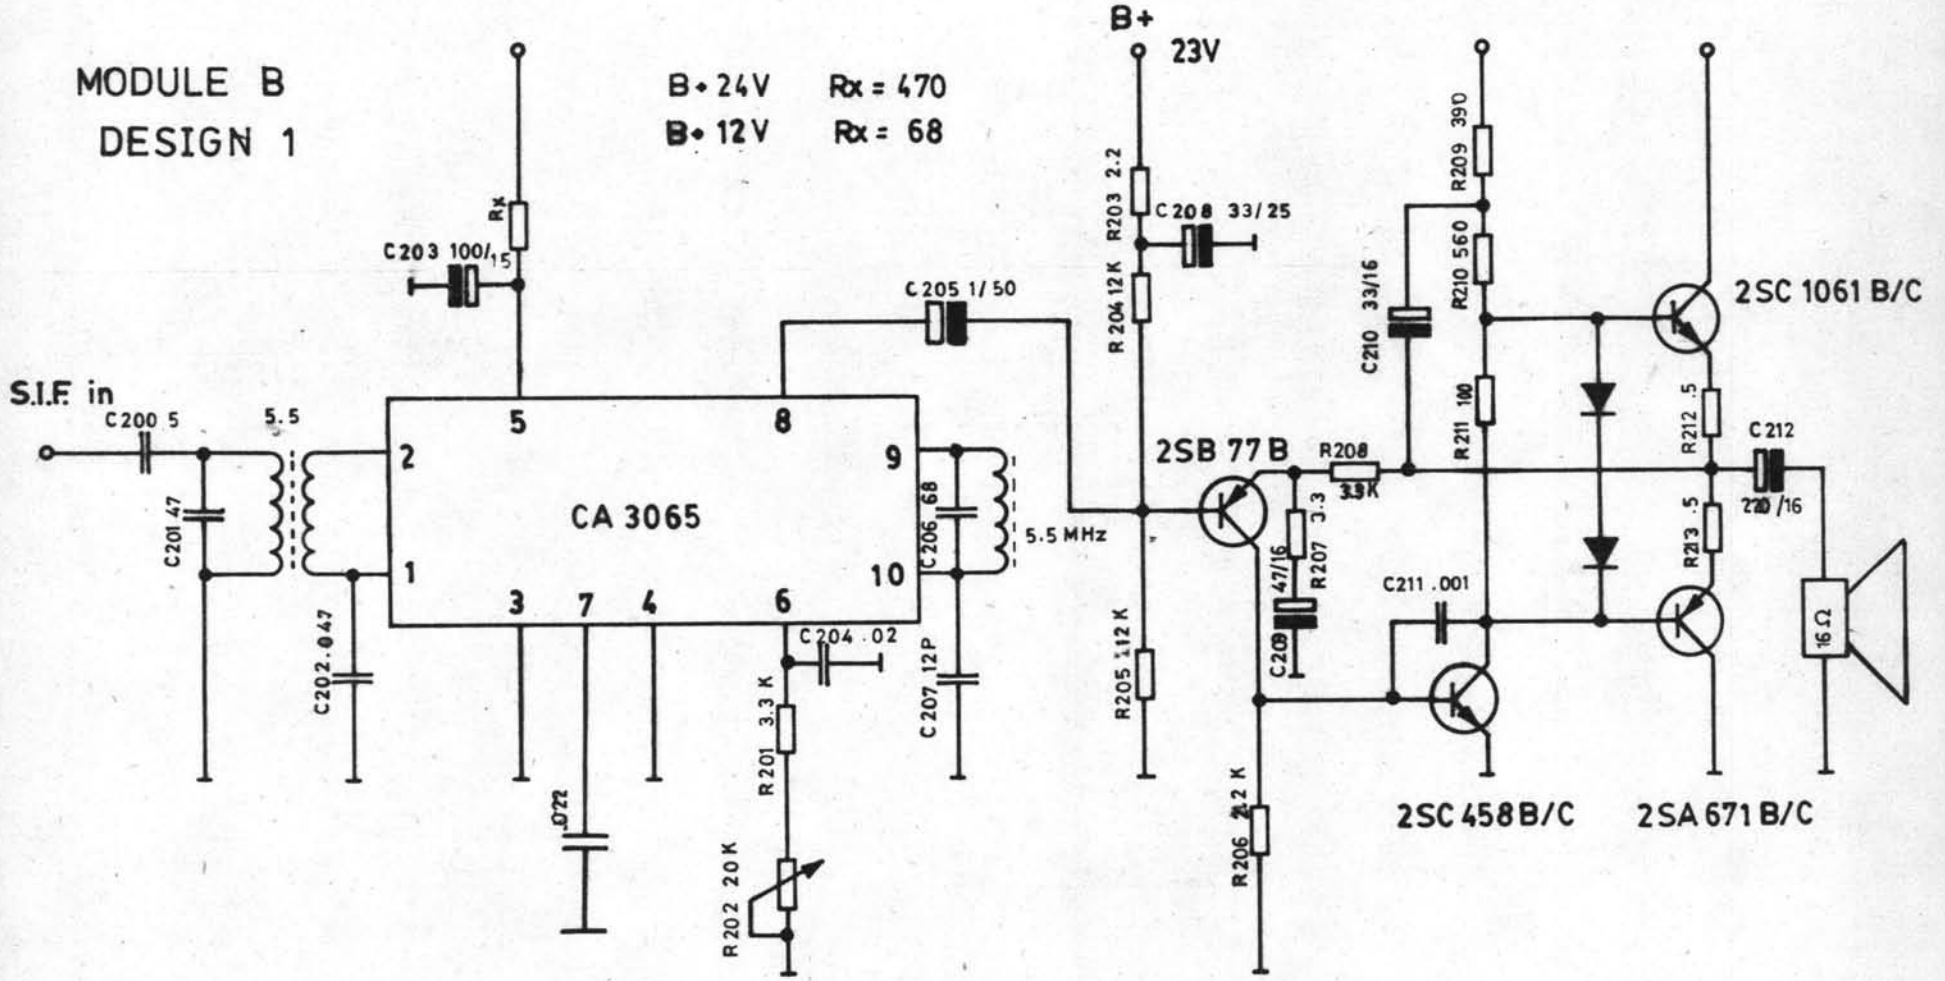 MODULE B
DESIGN 1
B+ 24V Rx = 470
B+ 12V Rx = 68
B+
23V
Rx
C203 100/15
C205 1/50
R203 2.2
C208 33/25
R204 12K
R209 390
R210 560
C210 33/16
R211 100
2SC 1061 B/C
S.I.F. in
C200 5
5.5
C201 47
C202 .047
2
1
5
8
9
10
3
7
4
6
CA 3065
C206 68
5.5 MHz
C207 12P
C204 .02
R201 3.3 K
R202 20K
.022
2SB 77 B
R208
R207 3.3
C209 47/16
R205 12 K
R206 2.2 K
C211 .001
R212 .5
R213 .5
C212
220/16
16Ω
2SC 458 B/C
2SA 671 B/C